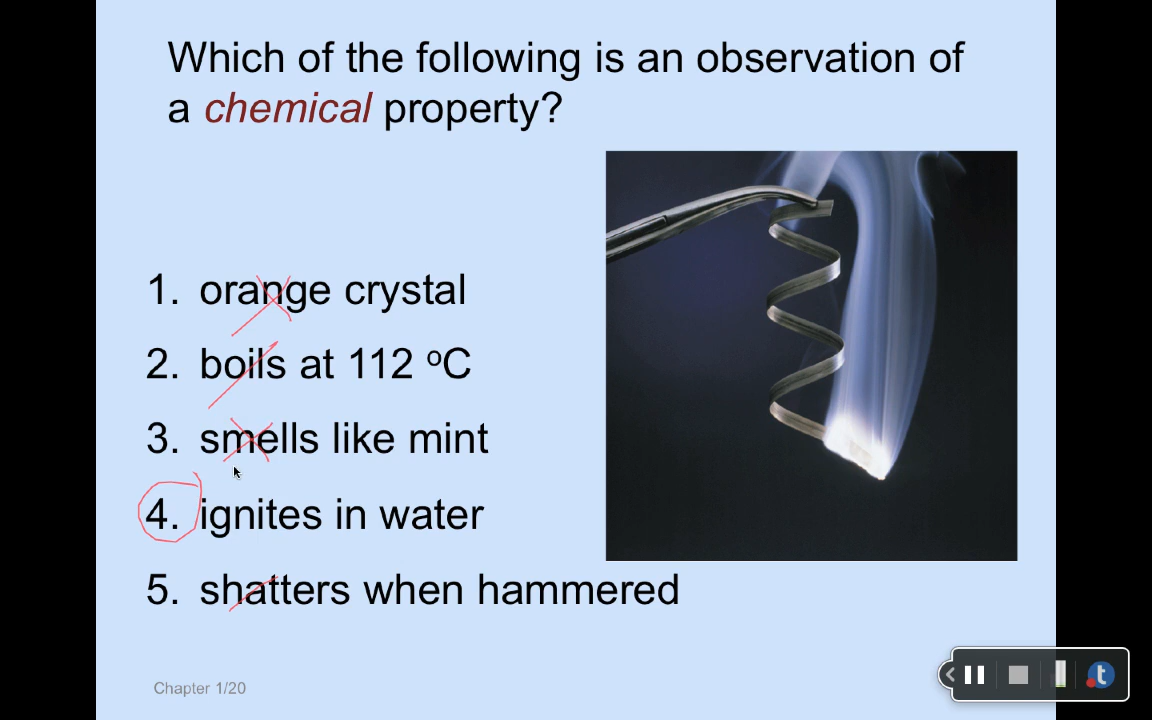 Which of the following is an observation of
a chemical property?
1. orange crystal
2. boils at 112 ºC
3. smells like mint
4. ignites in water
5. shatters when hammered
Chapter 1/20
t